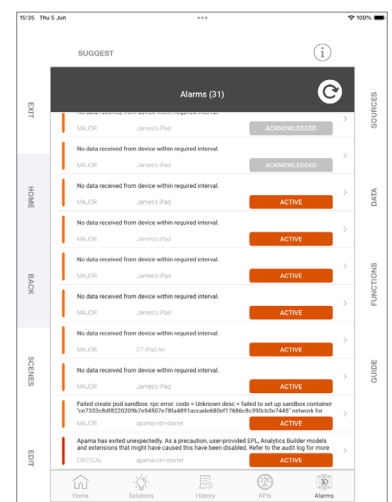 15:35 Thu 5 Jun
100%
SUGGEST
i
Alarms (31)
EXIT
HOME
BACK
SCENES
EDIT
SOURCES
DATA
FUNCTIONS
GUIDE
No data received from device within required interval.
MAJOR James's iPad ACKNOWLEDGED
No data received from device within required interval.
MAJOR James's iPad ACKNOWLEDGED
No data received from device within required interval.
MAJOR James's iPad ACTIVE
No data received from device within required interval.
MAJOR James's iPad ACTIVE
No data received from device within required interval.
MAJOR James's iPad ACTIVE
No data received from device within required interval.
MAJOR James's iPad ACTIVE
No data received from device within required interval.
MAJOR CT iPad Air ACTIVE
No data received from device within required interval.
MAJOR James's iPad ACTIVE
Failed create pod sandbox: rpc error: code = Unknown desc = failed to set up sandbox container
"ce7333c8df8220209b7e54507e78fa4891accade680ef17686c8c390cb3e7445" network for
MAJOR apama-ctrl-starter ACTIVE
Apama has exited unexpectedly. As a precaution, user-provided EPL, Analytics Builder models
and extensions that might have caused this have been disabled. Refer to the audit log for more
CRITICAL apama-ctrl-starter ACTIVE
Home Solutions History KPIs Alarms